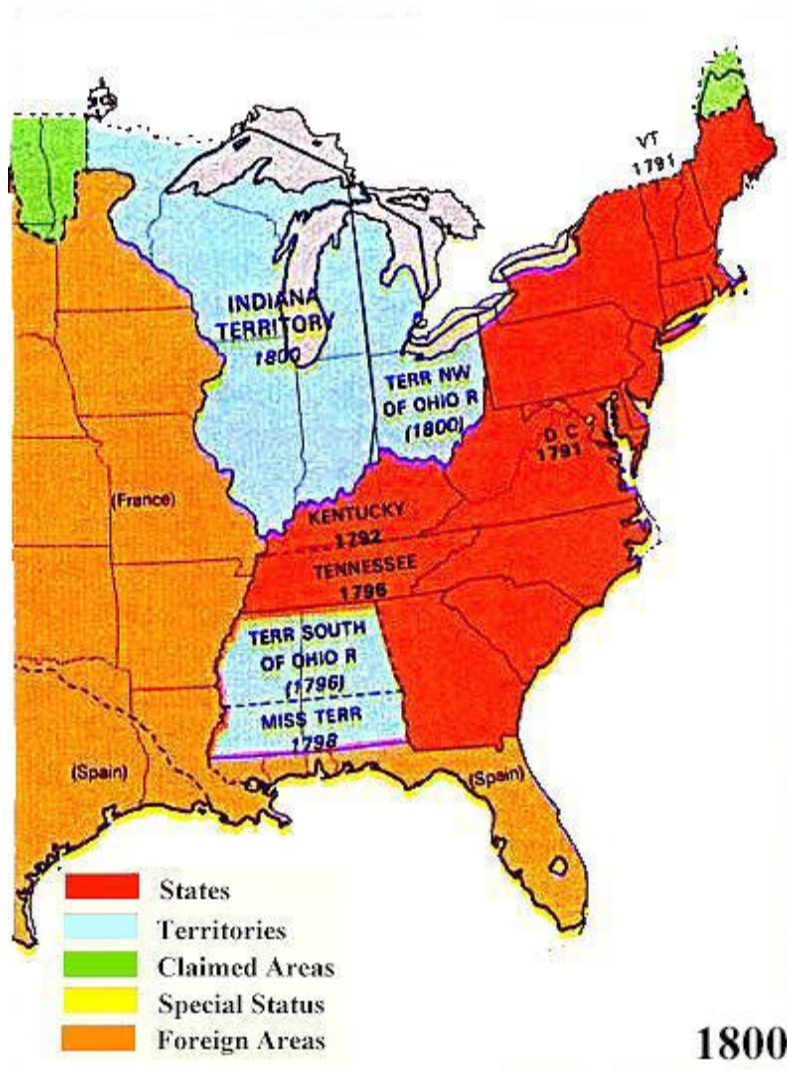 VT
1791
INDIANA
TERRITORY
1800
TERR NW
OF OHIO R
(1800)
D C
1791
(France)
KENTUCKY
1792
TENNESSEE
1796
TERR SOUTH
OF OHIO R
(1796)
MISS TERR
1798
(Spain)
(Spain)
States
Territories
Claimed Areas
Special Status
Foreign Areas
1800